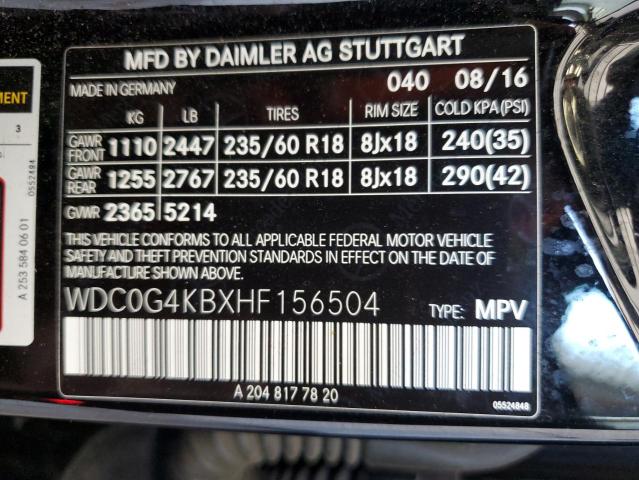 MFD BY DAIMLER AG STUTTGART
MADE IN GERMANY 040 08/16
KG LB TIRES RIM SIZE COLD KPA(PSI)
GAWR FRONT 1110 2447 235/60 R18 8Jx18 240(35)
GAWR REAR 1255 2767 235/60 R18 8Jx18 290(42)
GVWR 2365 5214
THIS VEHICLE CONFORMS TO ALL APPLICABLE FEDERAL MOTOR VEHICLE
SAFETY AND THEFT PREVENTION STANDARDS IN EFFECT ON THE DATE OF
MANUFACTURE SHOWN ABOVE.
WDC0G4KBXHF156504 TYPE: MPV
A 204 817 78 20
05524848
3
0552494
A 253 584 06 01